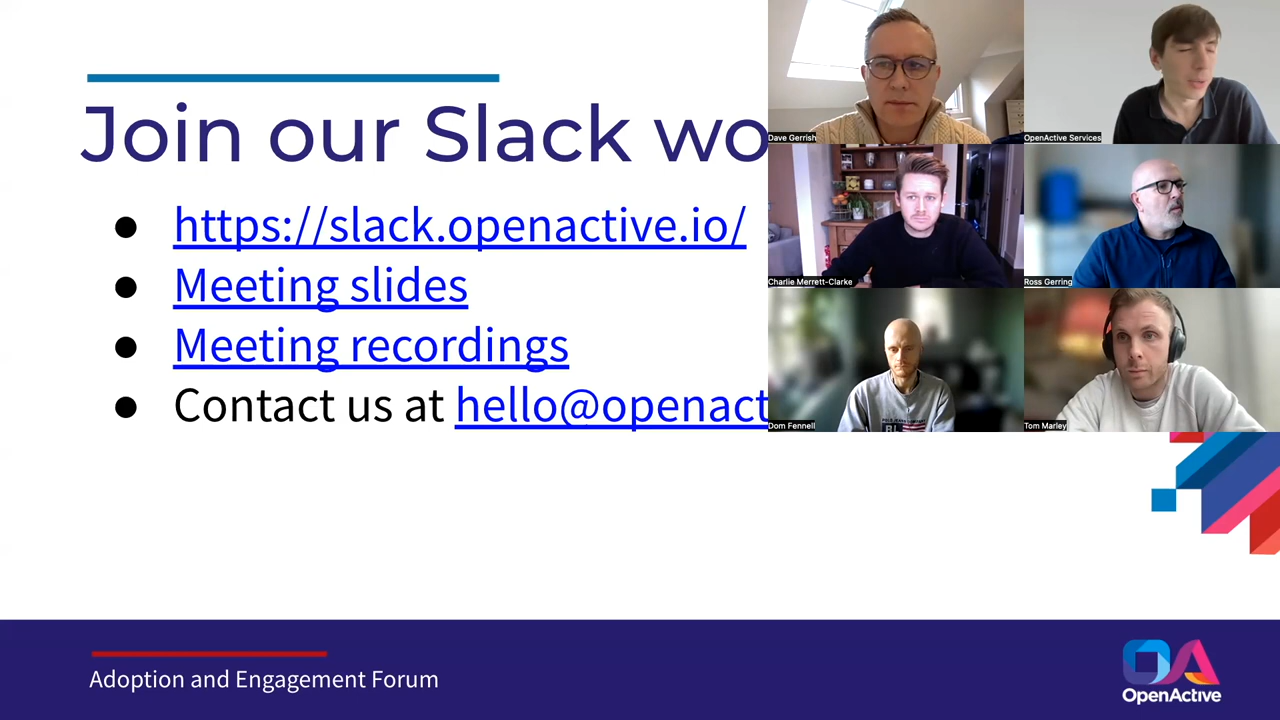 Join our Slack wo
https://slack.openactive.io/
Meeting slides
Meeting recordings
Contact us at hello@openact
Dave Gerrish
OpenActive Services
Charlie Merrett-Clarke
Ross Gerring
Dom Fennell
Tom Marley
Adoption and Engagement Forum
OA
OpenActive